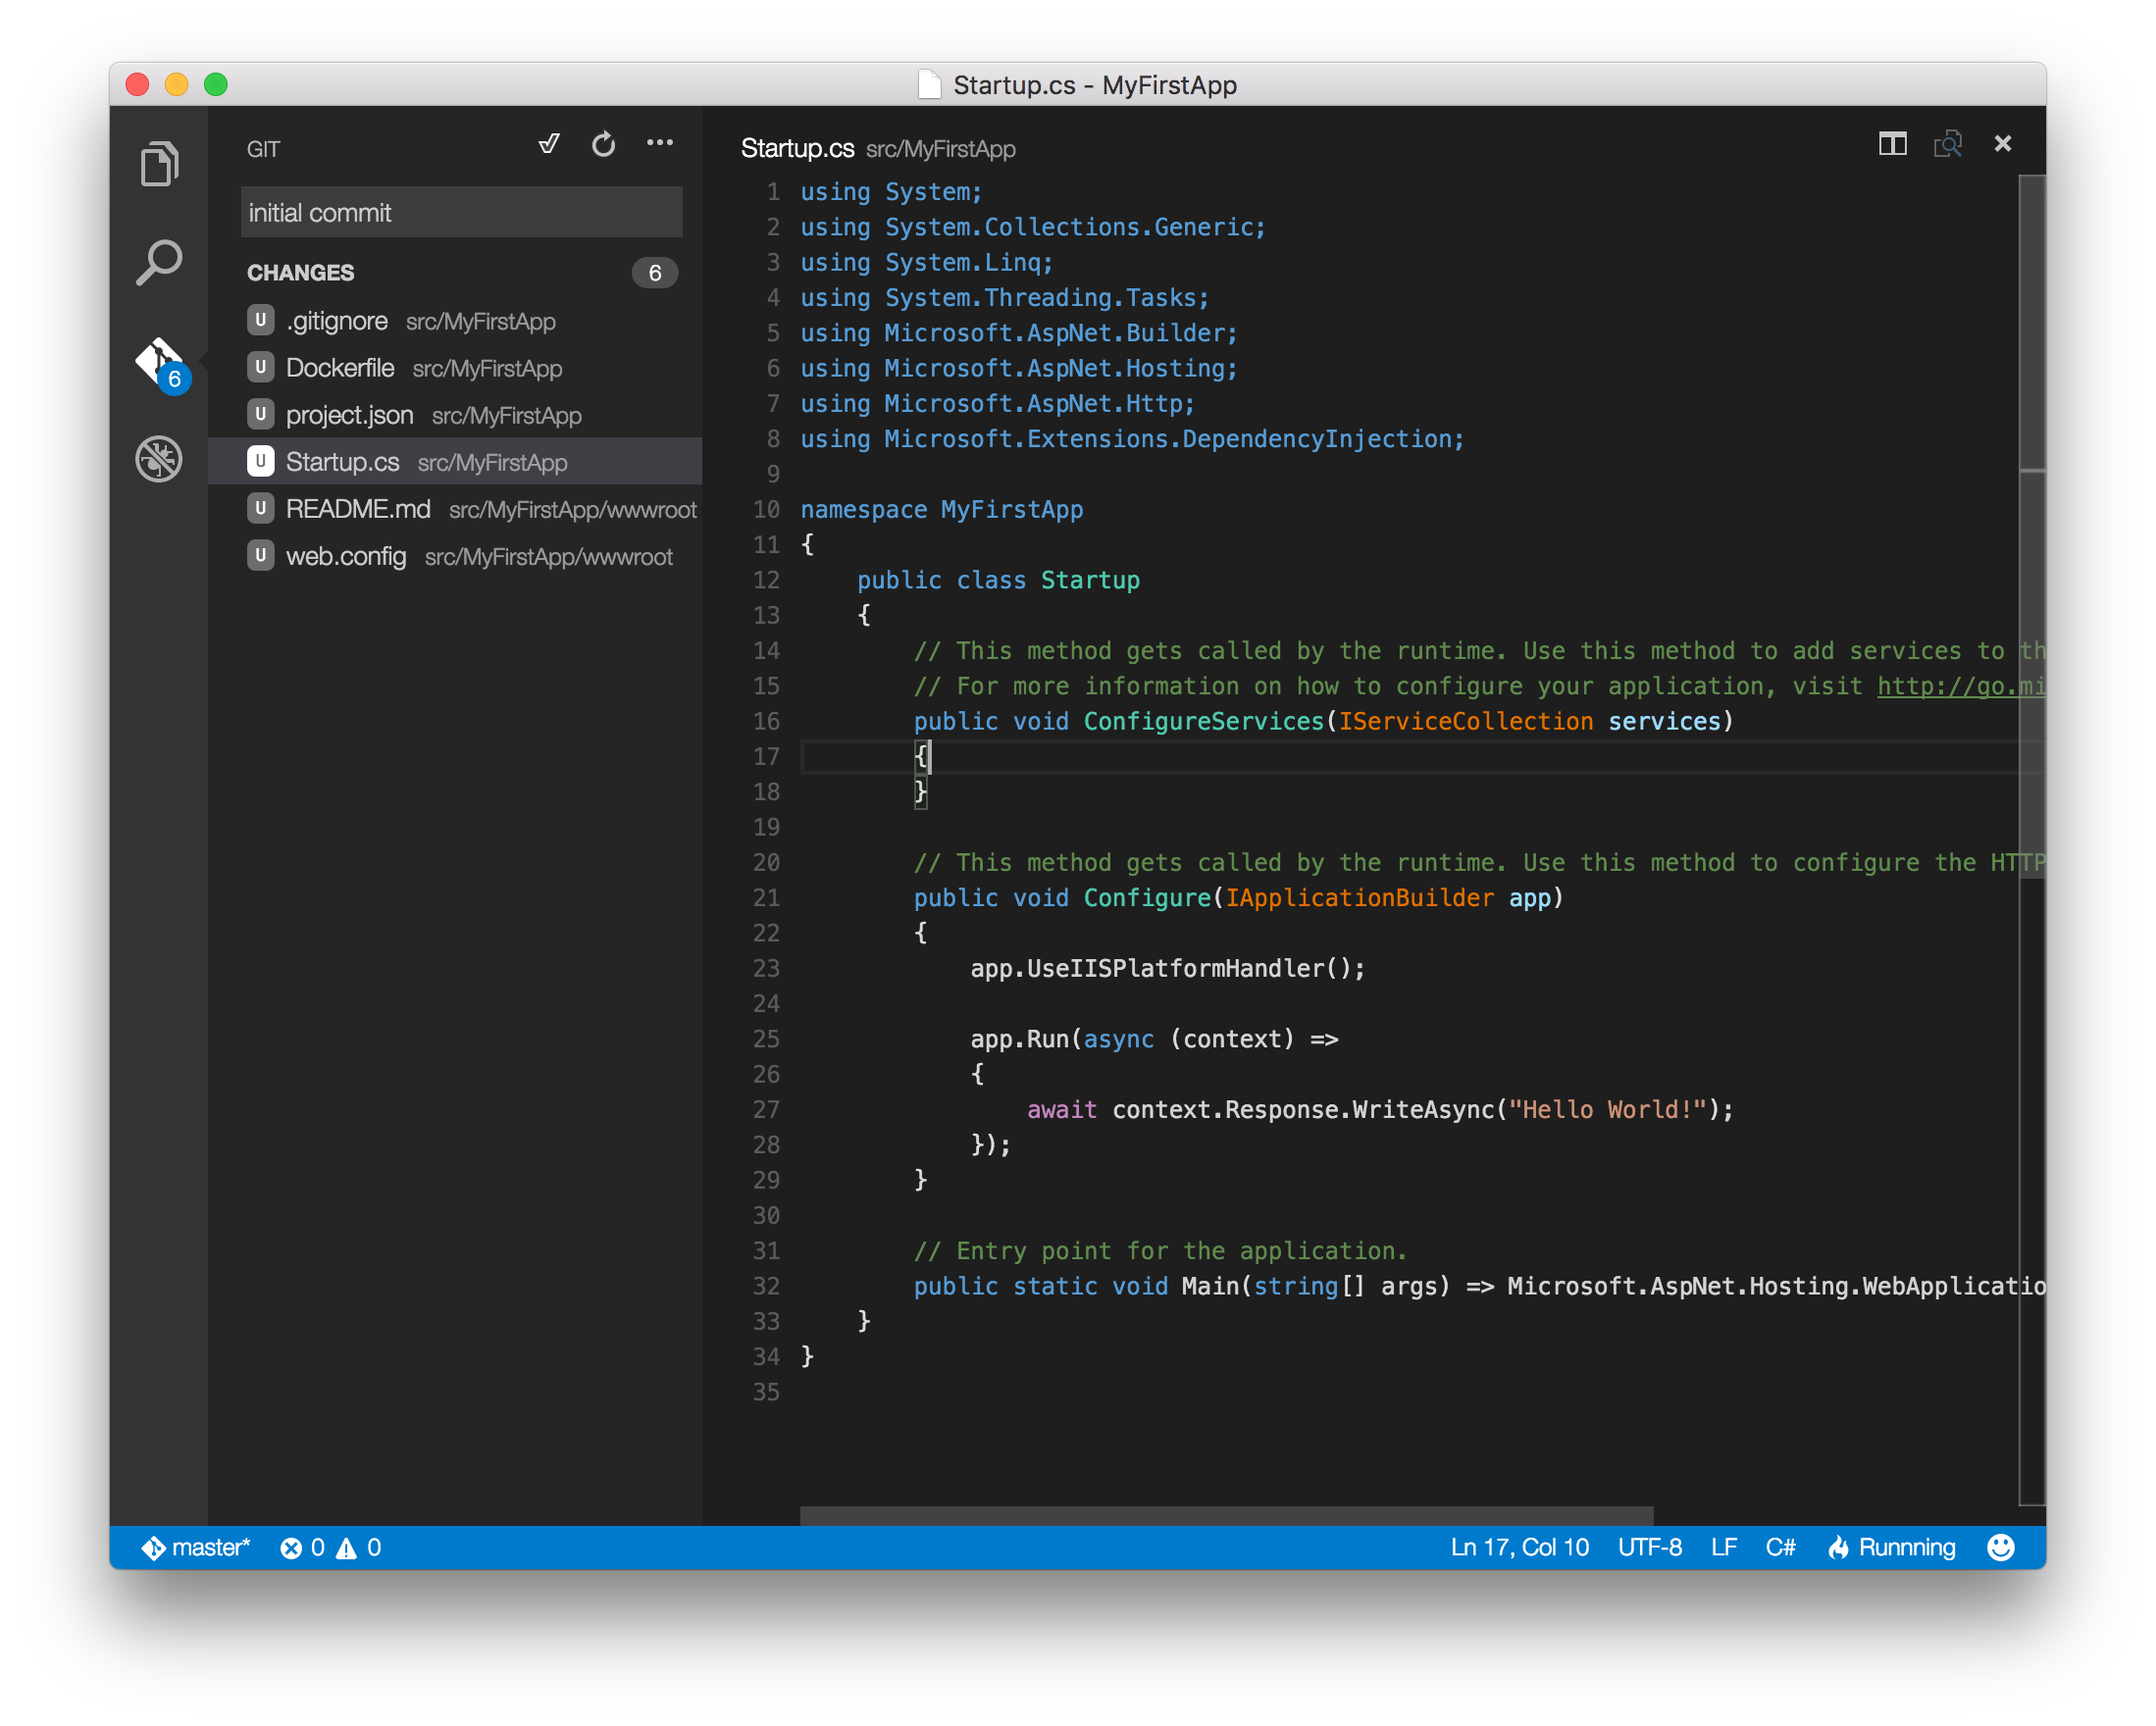 Startup.cs - MyFirstApp
GIT
initial commit
CHANGES 6
U .gitignore src/MyFirstApp
U Dockerfile src/MyFirstApp
U project.json src/MyFirstApp
U Startup.cs src/MyFirstApp
U README.md src/MyFirstApp/wwwroot
U web.config src/MyFirstApp/wwwroot
6
Startup.cs src/MyFirstApp
1 using System;
2 using System.Collections.Generic;
3 using System.Linq;
4 using System.Threading.Tasks;
5 using Microsoft.AspNet.Builder;
6 using Microsoft.AspNet.Hosting;
7 using Microsoft.AspNet.Http;
8 using Microsoft.Extensions.DependencyInjection;
9
10 namespace MyFirstApp
11 {
12     public class Startup
13     {
14         // This method gets called by the runtime. Use this method to add services to th
15         // For more information on how to configure your application, visit http://go.mi
16         public void ConfigureServices(IServiceCollection services)
17         {
18         }
19
20         // This method gets called by the runtime. Use this method to configure the HTTP
21         public void Configure(IApplicationBuilder app)
22         {
23             app.UseIISPlatformHandler();
24
25             app.Run(async (context) =>
26             {
27                 await context.Response.WriteAsync("Hello World!");
28             });
29         }
30
31         // Entry point for the application.
32         public static void Main(string[] args) => Microsoft.AspNet.Hosting.WebApplicatio
33     }
34 }
35
master* 0 0 Ln 17, Col 10 UTF-8 LF C# Runnning